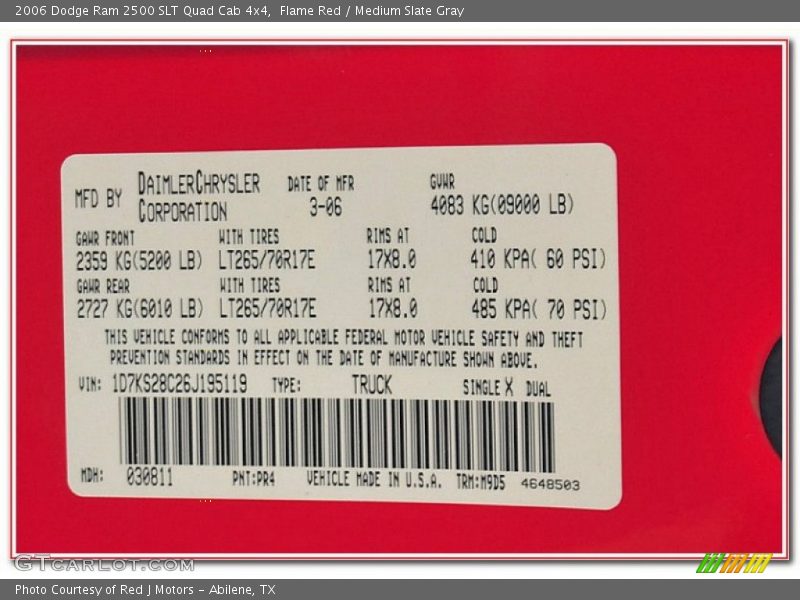 2006 Dodge Ram 2500 SLT Quad Cab 4x4,  Flame Red / Medium Slate Gray
MFD BY DAIMLERCHRYSLER CORPORATION
DATE OF MFR
3-06
GVWR
4083 KG(09000 LB)
GAWR FRONT WITH TIRES RIMS AT COLD
2359 KG(5200 LB) LT265/70R17E 17X8.0 410 KPA( 60 PSI)
GAWR REAR WITH TIRES RIMS AT COLD
2727 KG(6010 LB) LT265/70R17E 17X8.0 485 KPA( 70 PSI)
THIS VEHICLE CONFORMS TO ALL APPLICABLE FEDERAL MOTOR VEHICLE SAFETY AND THEFT
PREVENTION STANDARDS IN EFFECT ON THE DATE OF MANUFACTURE SHOWN ABOVE.
VIN: 1D7KS28C26J195119 TYPE: TRUCK SINGLE X DUAL
MDH: 030811 PNT:PR4 VEHICLE MADE IN U.S.A. TRM:M9D5 4648503
GTCARLOT.COM
Photo Courtesy of Red J Motors - Abilene, TX